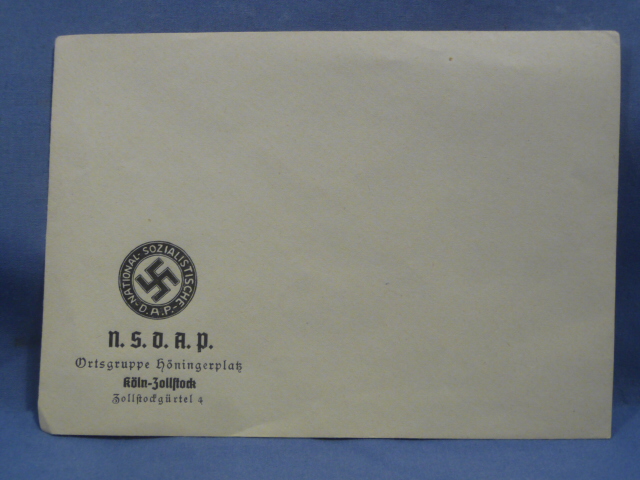 NATIONAL-SOZIALISTISCHE
-D.A.P.-
N. S. D. A. P.
Ortsgruppe Höningerplatz
Köln-Zollstock
Zollstockgürtel 4